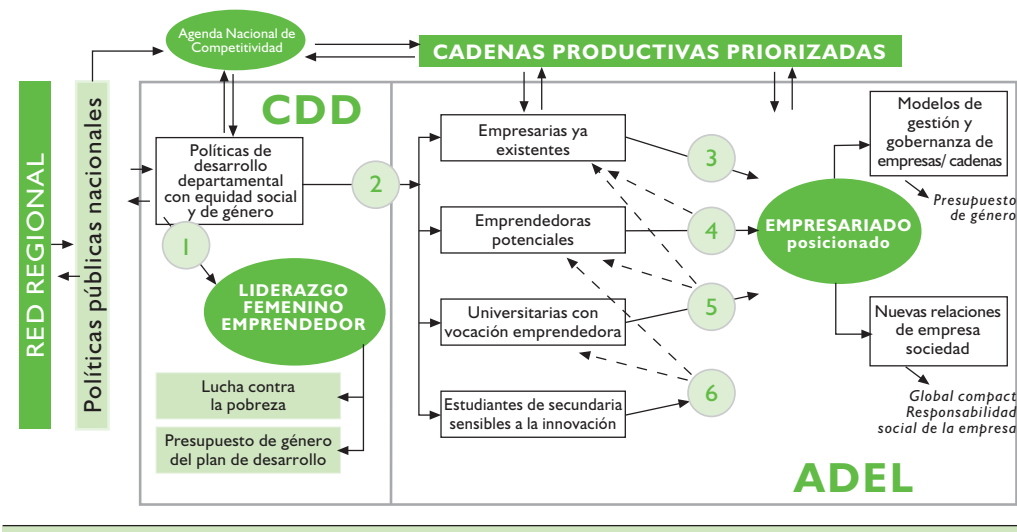 RED REGIONAL
Políticas públicas nacionales
Agenda Nacional de
Competitividad
CADENAS PRODUCTIVAS PRIORIZADAS
CDD
Políticas de
desarrollo
departamental
con equidad social
y de género
1
2
LIDERAZGO
FEMENINO
EMPRENDEDOR
Lucha contra
la pobreza
Presupuesto de género
del plan de desarrollo
Empresarias ya
existentes
Emprendedoras
potenciales
Universitarias con
vocación emprendedora
Estudiantes de secundaria
sensibles a la innovación
3
4
5
6
EMPRESARIADO
posicionado
Modelos de
gestión y
gobernanza de
empresas/ cadenas
Presupuesto
de género
Nuevas relaciones
de empresa
sociedad
Global compact
Responsabilidad
social de la empresa
ADEL